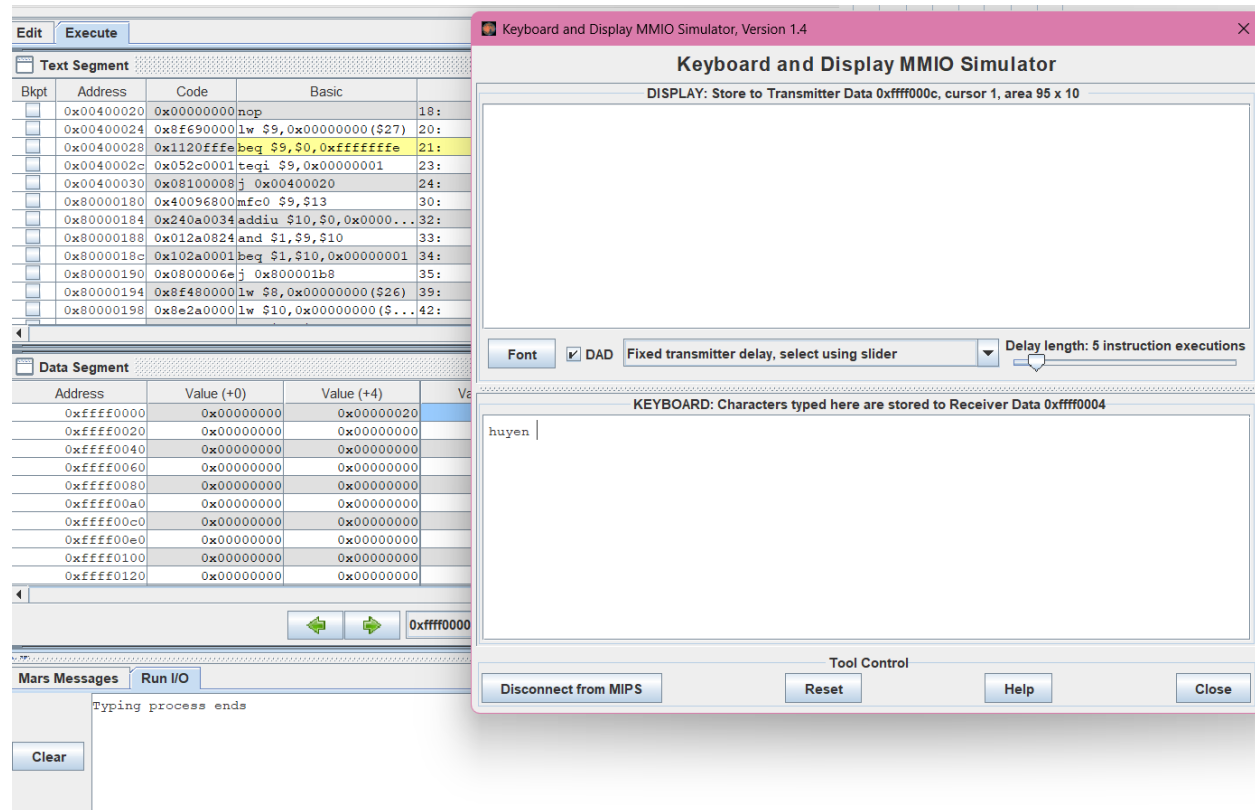 Edit Execute
Text Segment
Bkpt Address Code Basic
0x00400020 0x00000000 nop 18:
0x00400024 0x8f690000 lw $9,0x00000000($27) 20:
0x00400028 0x1120fffe beq $9,$0,0xfffffffe 21:
0x0040002c 0x052c0001 teqi $9,0x00000001 23:
0x00400030 0x08100008 j 0x00400020 24:
0x80000180 0x40096800 mfc0 $9,$13 30:
0x80000184 0x240a0034 addiu $10,$0,0x0000... 32:
0x80000188 0x012a0824 and $1,$9,$10 33:
0x8000018c 0x102a0001 beq $1,$10,0x00000001 34:
0x80000190 0x0800006e j 0x800001b8 35:
0x80000194 0x8f480000 lw $8,0x00000000($26) 39:
0x80000198 0x8e2a0000 lw $10,0x00000000($... 42:
Data Segment
Address Value (+0) Value (+4) Va
0xffff0000 0x00000000 0x00000020
0xffff0020 0x00000000 0x00000000
0xffff0040 0x00000000 0x00000000
0xffff0060 0x00000000 0x00000000
0xffff0080 0x00000000 0x00000000
0xffff00a0 0x00000000 0x00000000
0xffff00c0 0x00000000 0x00000000
0xffff00e0 0x00000000 0x00000000
0xffff0100 0x00000000 0x00000000
0xffff0120 0x00000000 0x00000000
0xffff0000
Mars Messages Run I/O
Typing process ends
Clear
Keyboard and Display MMIO Simulator, Version 1.4
Keyboard and Display MMIO Simulator
DISPLAY: Store to Transmitter Data 0xffff000c, cursor 1, area 95 x 10
Font DAD Fixed transmitter delay, select using slider Delay length: 5 instruction executions
KEYBOARD: Characters typed here are stored to Receiver Data 0xffff0004
huyen
Tool Control
Disconnect from MIPS Reset Help Close